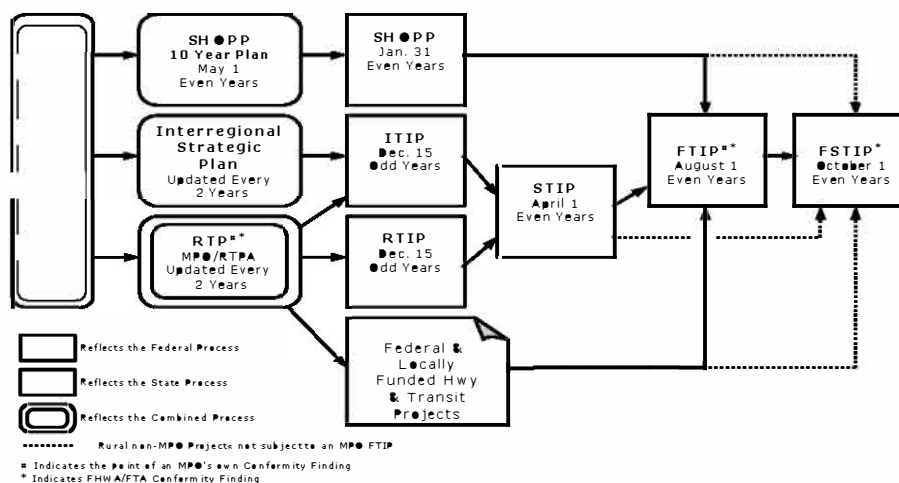 SHOPP
10 Year Plan
May 1
Even Years
SHOPP
Jan. 31
Even Years
Interregional
Strategic
Plan
Updated Every
2 Years
ITIP
Dec. 15
Odd Years
STIP
April 1
Even Years
FTIP#*
August 1
Even Years
FSTIP*
October 1
Even Years
RTP#*
MPO/RTPA
Updated Every
2 Years
RTIP
Dec. 15
Odd Years
Federal &
Locally
Funded Hwy
& Transit
Projects
Reflects the Federal Process
Reflects the State Process
Reflects the Combined Process
Rural non-MPO Projects not subject to an MPO FTIP
# Indicates the point of an MPO's own Conformity Finding
* Indicates FHWA/FTA Conformity Finding